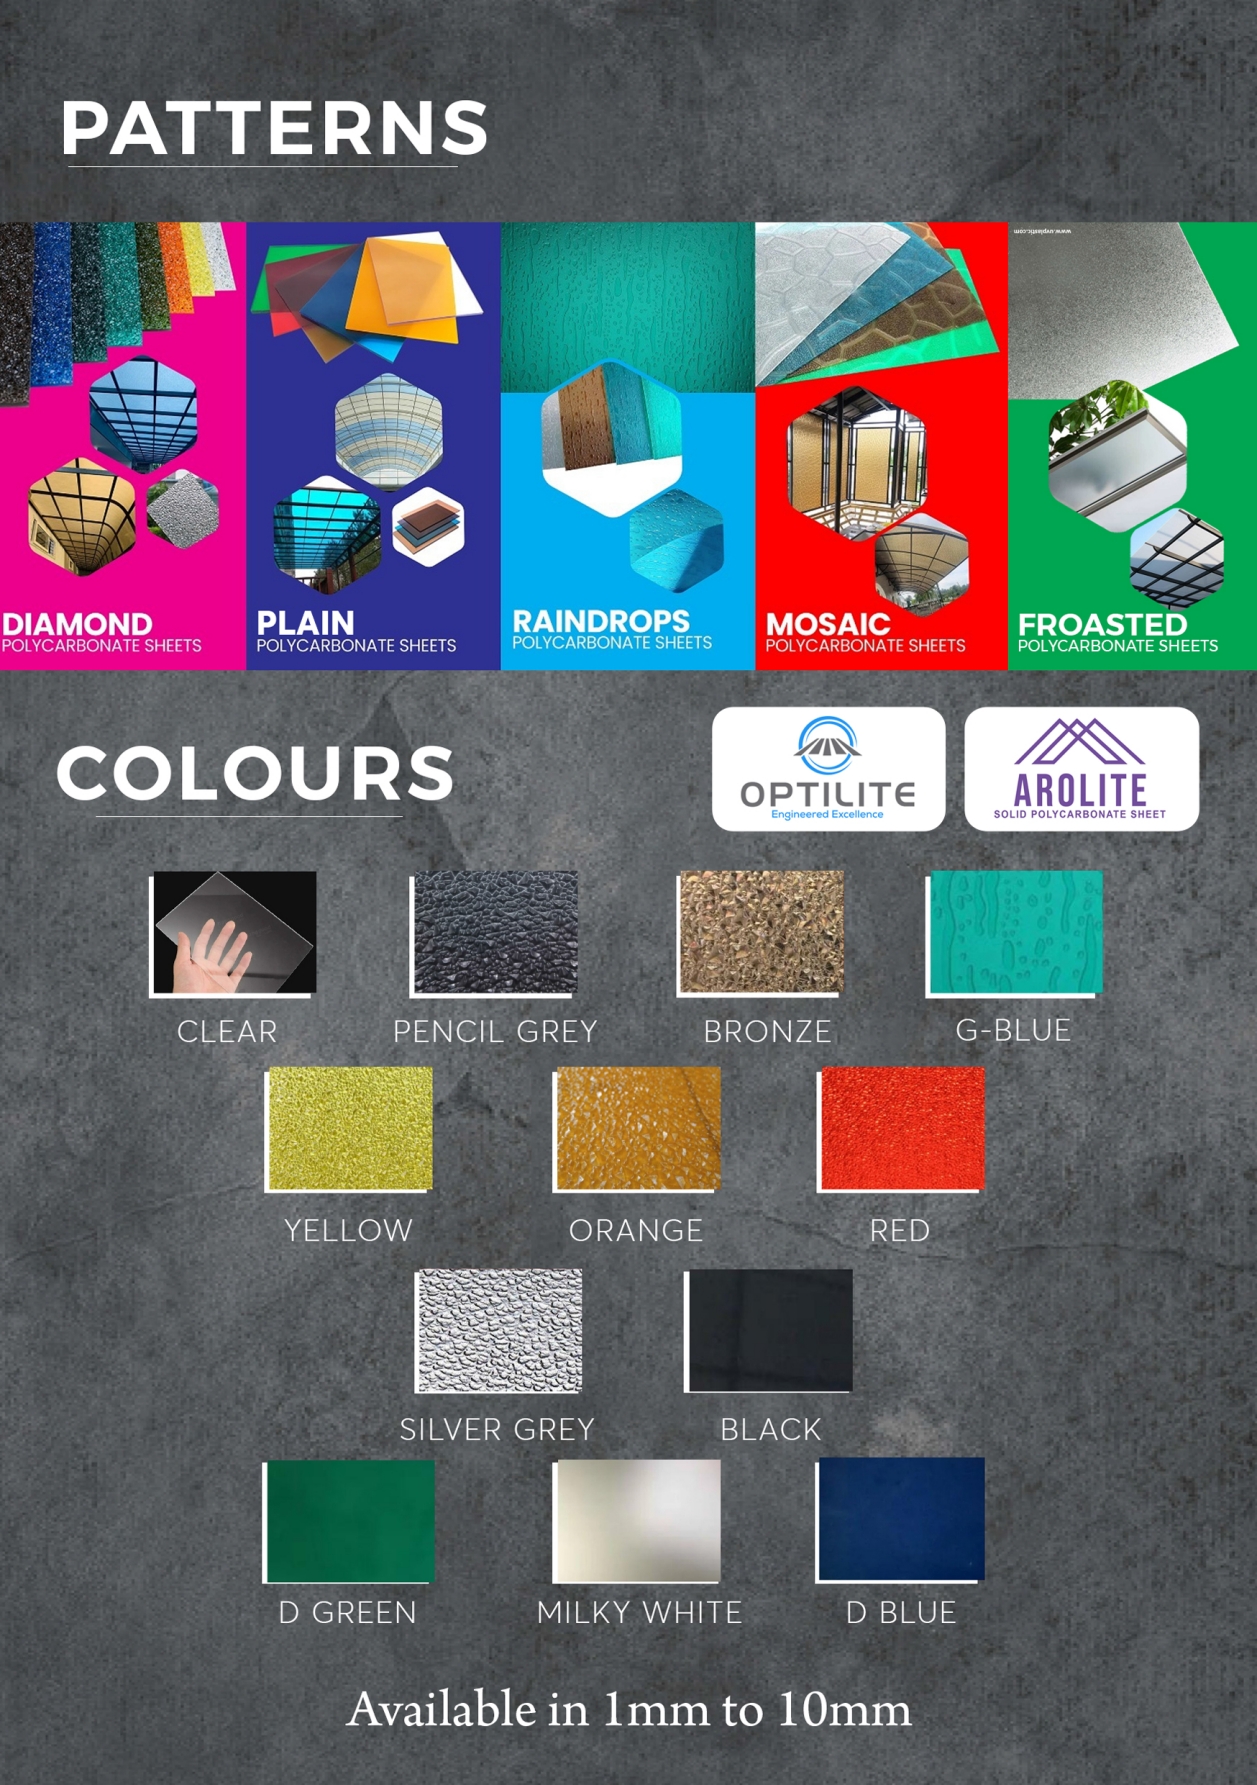 PATTERNS
www.uvplastic.com
DIAMOND
POLYCARBONATE SHEETS
PLAIN
POLYCARBONATE SHEETS
RAINDROPS
POLYCARBONATE SHEETS
MOSAIC
POLYCARBONATE SHEETS
FROASTED
POLYCARBONATE SHEETS
COLOURS
OPTILITE
Engineered Excellence
AROLITE
SOLID POLYCARBONATE SHEET
CLEAR
PENCIL GREY
BRONZE
G-BLUE
YELLOW
ORANGE
RED
SILVER GREY
BLACK
D GREEN
MILKY WHITE
D BLUE
Available in 1mm to 10mm